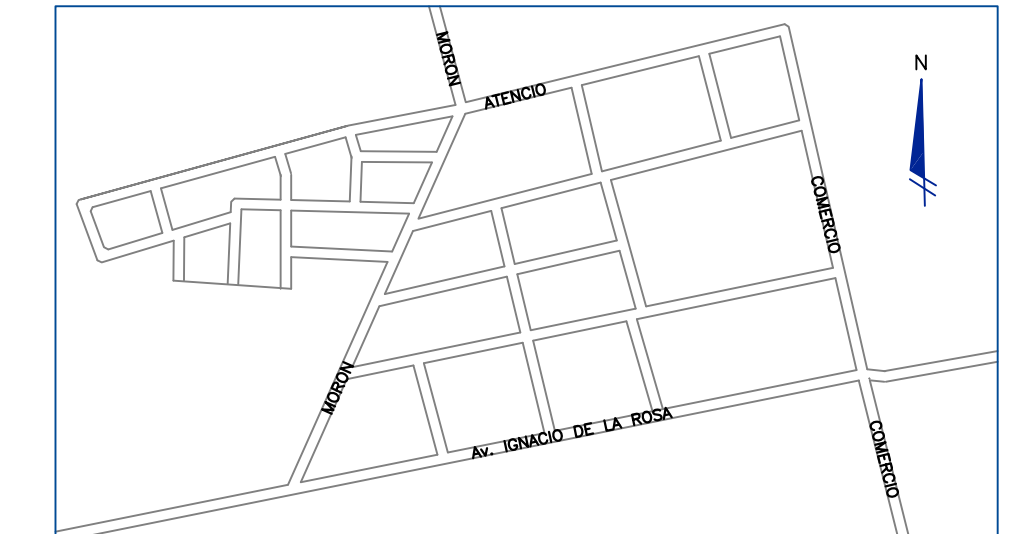 MORON
ATENCIO
N
COMERCIO
MORON
Av. IGNACIO DE LA ROSA
COMERCIO